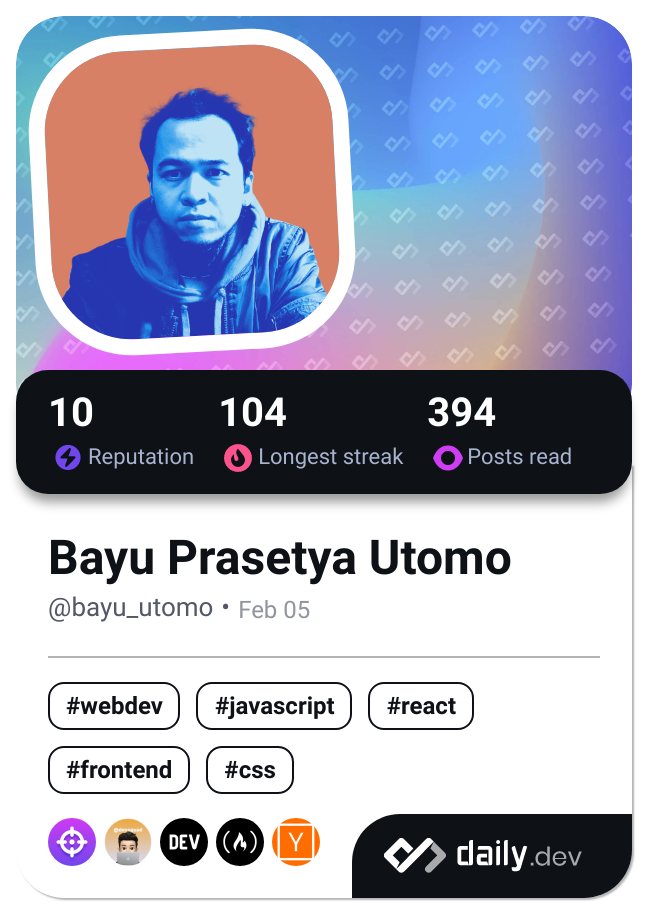 10 104 394
Reputation Longest streak Posts read
Bayu Prasetya Utomo
@bayu_utomo • Feb 05
#webdev #javascript #react
#frontend #css
DEV Y
daily.dev